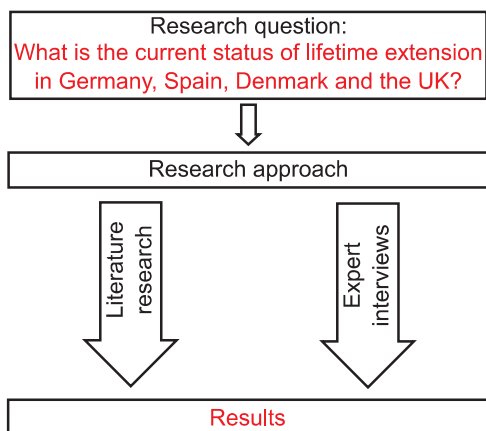 Research question:
What is the current status of lifetime extension
in Germany, Spain, Denmark and the UK?
Research approach
Literature
research
Expert
interviews
Results